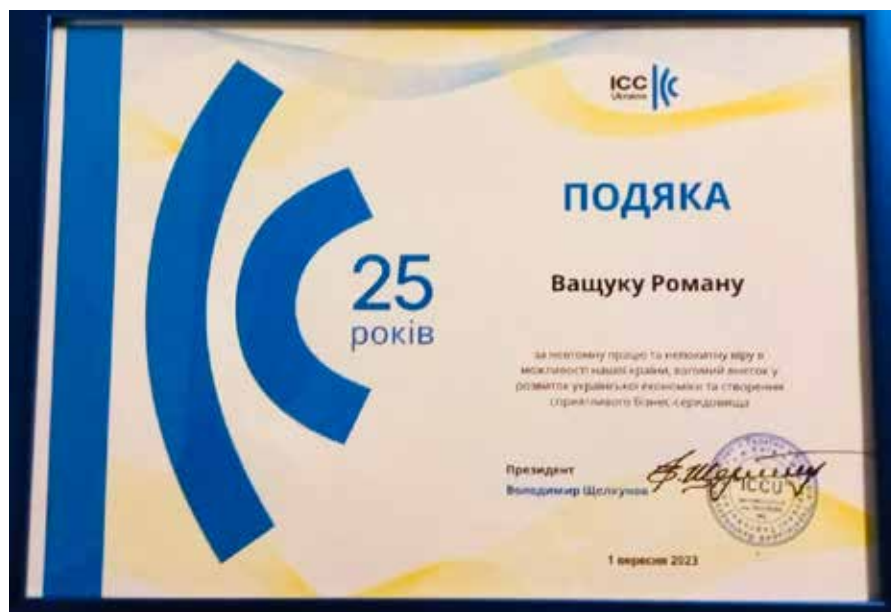 ICC
Ukraine
ПОДЯКА
25
років
Ващуку Роману
за невтомну працю та непохитну віру в
можливості нашої країни, вагомий внесок у
розвиток української економіки та створення
сприятливого бізнес-середовища
Президент
Володимир Щелкунов
ICCU
1 вересня 2023